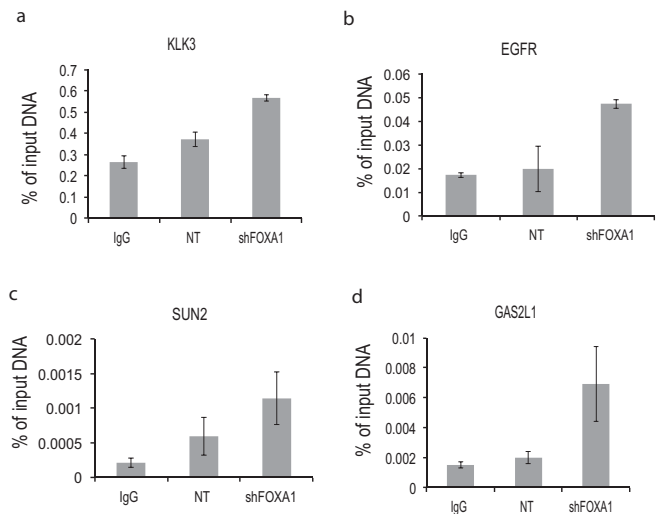 a
KLK3
% of input DNA
0.7
0.6
0.5
0.4
0.3
0.2
0.1
0
IgG NT shFOXA1
b
EGFR
% of input DNA
0.06
0.05
0.04
0.03
0.02
0.01
0
IgG NT shFOXA1
c
SUN2
% of input DNA
0.002
0.0015
0.001
0.0005
0
IgG NT shFOXA1
d
GAS2L1
% of input DNA
0.01
0.008
0.006
0.004
0.002
0
IgG NT shFOXA1